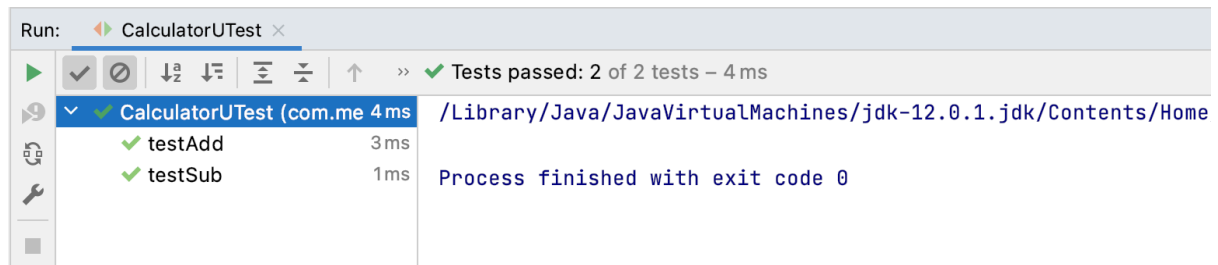 Run: CalculatorUTest
Tests passed: 2 of 2 tests – 4 ms
CalculatorUTest (com.me 4 ms
testAdd 3 ms
testSub 1 ms
/Library/Java/JavaVirtualMachines/jdk-12.0.1.jdk/Contents/Home
Process finished with exit code 0